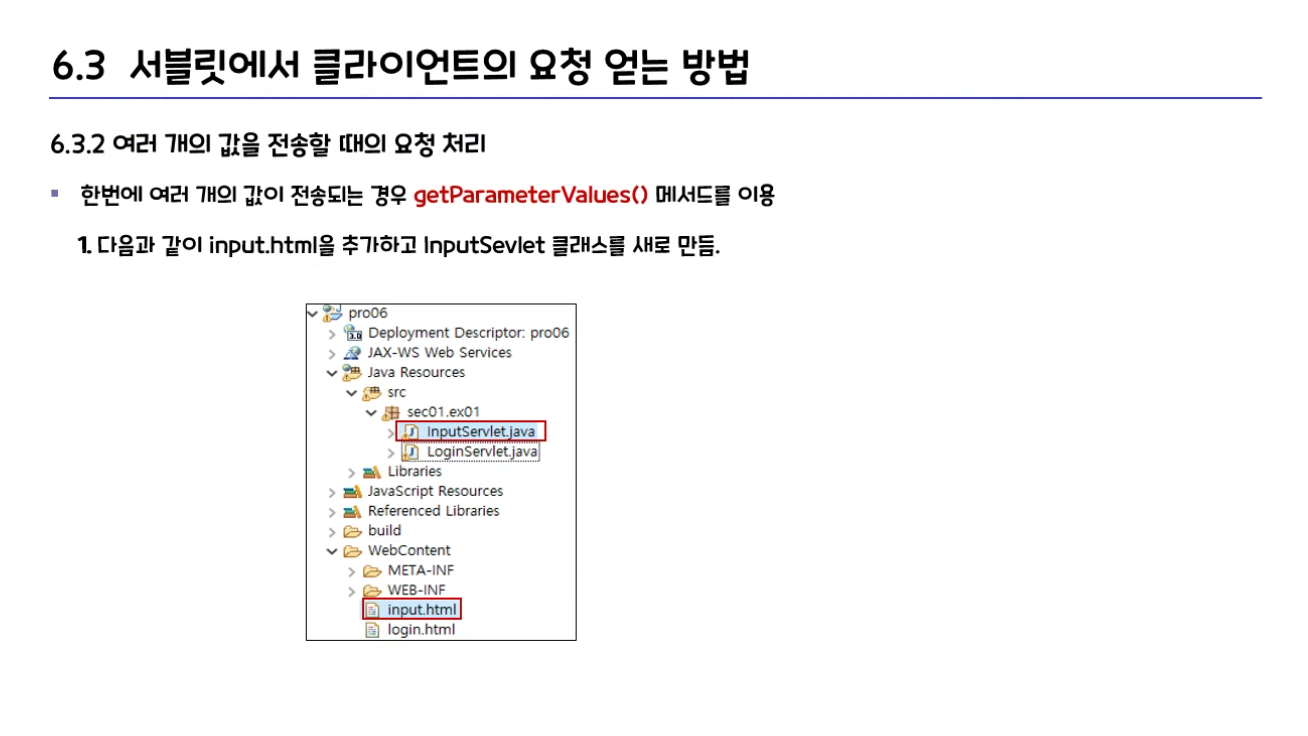 6.3 서블릿에서 클라이언트의 요청 얻는 방법
6.3.2 여러 개의 값을 전송할 때의 요청 처리
한번에 여러 개의 값이 전송되는 경우 getParameterValues() 메서드를 이용
1. 다음과 같이 input.html을 추가하고 InputSevlet 클래스를 새로 만듬.
pro06
Deployment Descriptor: pro06
JAX-WS Web Services
Java Resources
src
sec01.ex01
InputServlet.java
LoginServlet.java
Libraries
JavaScript Resources
Referenced Libraries
build
WebContent
META-INF
WEB-INF
input.html
login.html